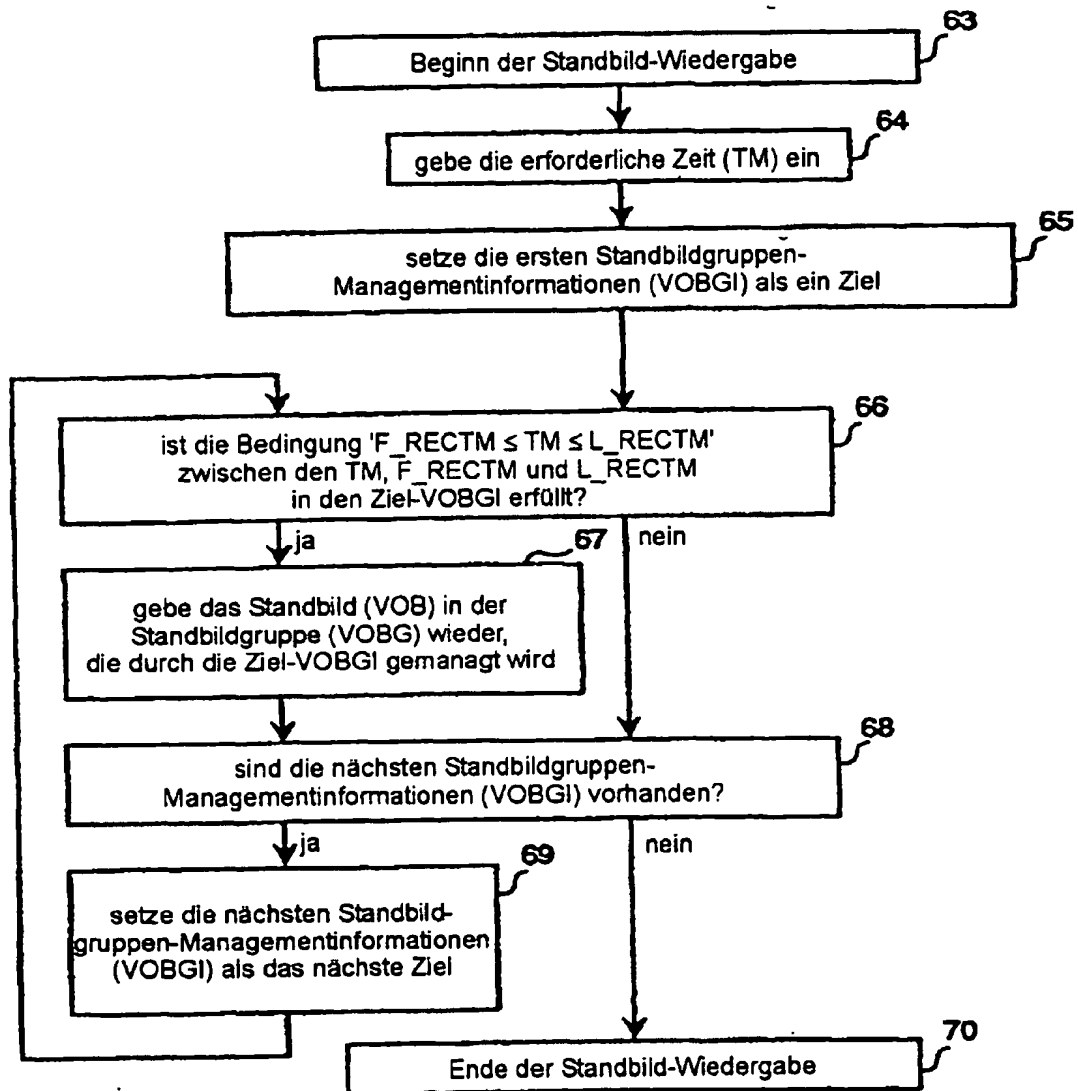 63
Beginn der Standbild-Wiedergabe
64
gebe die erforderliche Zeit (TM) ein
65
setze die ersten Standbildgruppen-
Managementinformationen (VOBGI) als ein Ziel
66
ist die Bedingung 'F_RECTM ≤ TM ≤ L_RECTM'
zwischen den TM, F_RECTM und L_RECTM
in den Ziel-VOBGI erfüllt?
ja
nein
67
gebe das Standbild (VOB) in der
Standbildgruppe (VOBG) wieder,
die durch die Ziel-VOBGI gemanagt wird
68
sind die nächsten Standbildgruppen-
Managementinformationen (VOBGI) vorhanden?
ja
nein
69
setze die nächsten Standbild-
gruppen-Managementinformationen
(VOBGI) als das nächste Ziel
70
Ende der Standbild-Wiedergabe